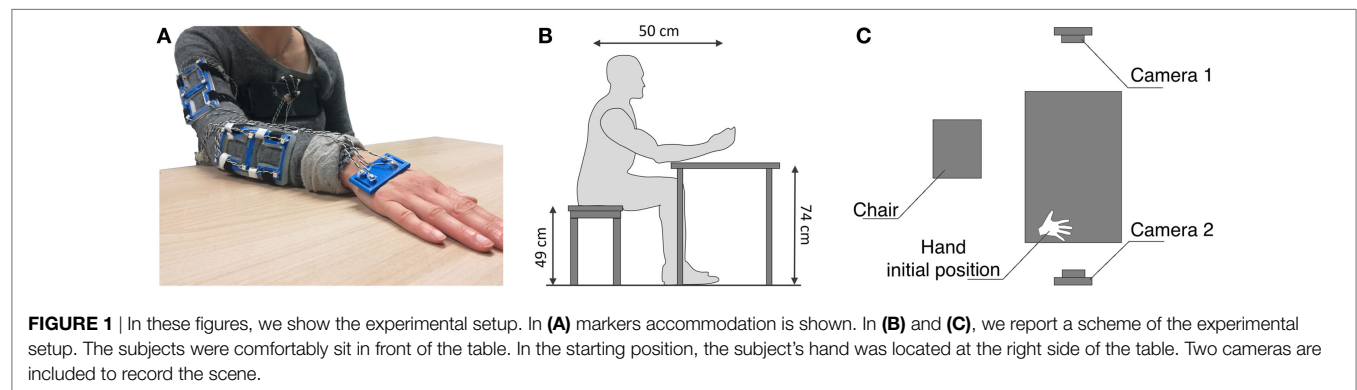 A
B
50 cm
49 cm
74 cm
C
Camera 1
Chair
Hand
initial position
Camera 2
FIGURE 1 | In these figures, we show the experimental setup. In (A) markers accommodation is shown. In (B) and (C), we report a scheme of the experimental
setup. The subjects were comfortably sit in front of the table. In the starting position, the subject's hand was located at the right side of the table. Two cameras are
included to record the scene.